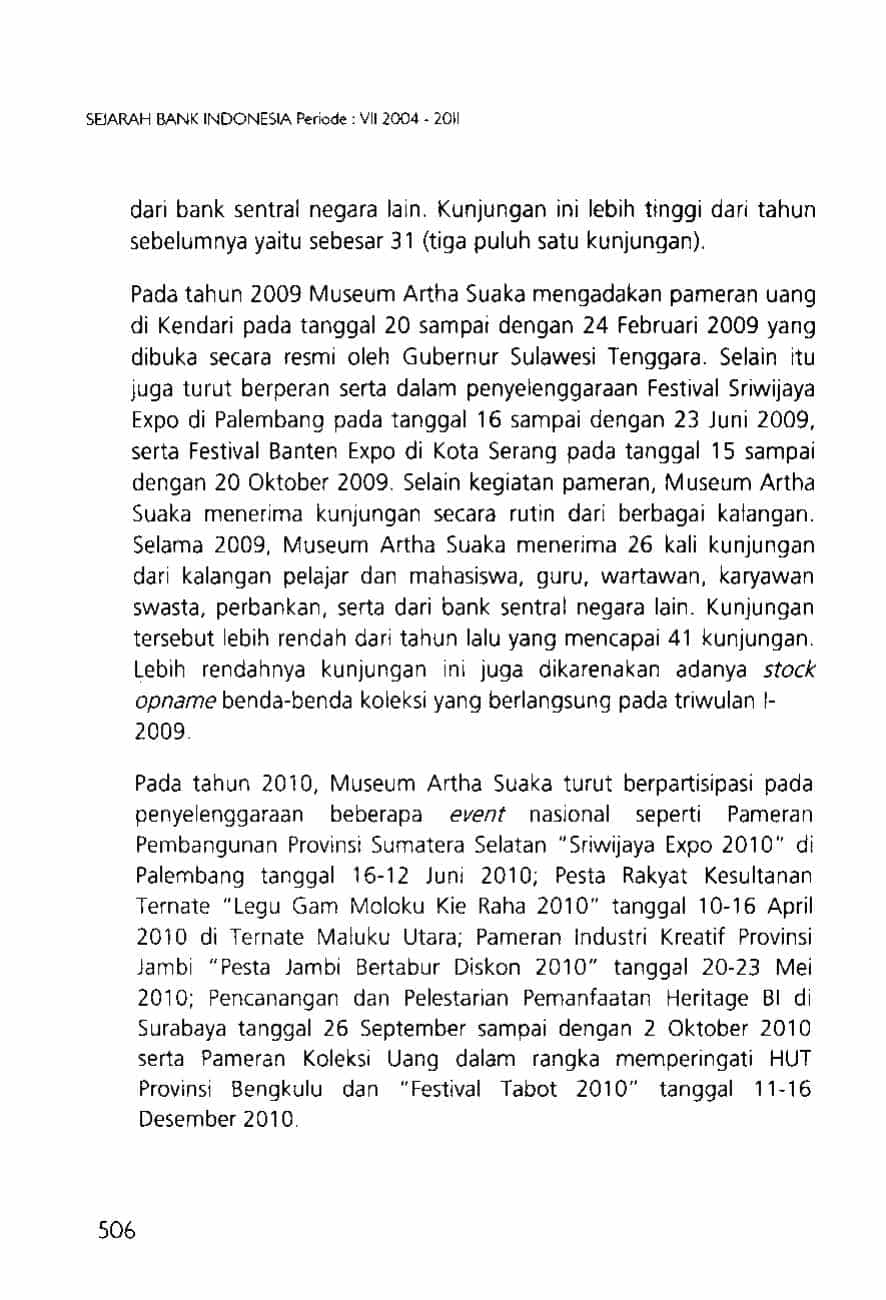 SEJARAH BANK INDONESIA Periode : VII 2004 - 2011
dari bank sentral negara lain. Kunjungan ini lebih tinggi dari tahun
sebelumnya yaitu sebesar 31 (tiga puluh satu kunjungan).
Pada tahun 2009 Museum Artha Suaka mengadakan pameran uang
di Kendari pada tanggal 20 sampai dengan 24 Februari 2009 yang
dibuka secara resmi oleh Gubernur Sulawesi Tenggara. Selain itu
juga turut berperan serta dalam penyelenggaraan Festival Sriwijaya
Expo di Palembang pada tanggal 16 sampai dengan 23 Juni 2009,
serta Festival Banten Expo di Kota Serang pada tanggal 15 sampai
dengan 20 Oktober 2009. Selain kegiatan pameran, Museum Artha
Suaka menerima kunjungan secara rutin dari berbagai kalangan.
Selama 2009, Museum Artha Suaka menerima 26 kali kunjungan
dari kalangan pelajar dan mahasiswa, guru, wartawan, karyawan
swasta, perbankan, serta dari bank sentral negara lain. Kunjungan
tersebut lebih rendah dari tahun lalu yang mencapai 41 kunjungan.
Lebih rendahnya kunjungan ini juga dikarenakan adanya stock
opname benda-benda koleksi yang berlangsung pada triwulan I-
2009.
Pada tahun 2010, Museum Artha Suaka turut berpartisipasi pada
penyelenggaraan beberapa event nasional seperti Pameran
Pembangunan Provinsi Sumatera Selatan "Sriwijaya Expo 2010" di
Palembang tanggal 16-12 Juni 2010; Pesta Rakyat Kesultanan
Ternate "Legu Gam Moloku Kie Raha 2010" tanggal 10-16 April
2010 di Ternate Maluku Utara; Pameran Industri Kreatif Provinsi
Jambi "Pesta Jambi Bertabur Diskon 2010" tanggal 20-23 Mei
2010; Pencanangan dan Pelestarian Pemanfaatan Heritage BI di
Surabaya tanggal 26 September sampai dengan 2 Oktober 2010
serta Pameran Koleksi Uang dalam rangka memperingati HUT
Provinsi Bengkulu dan "Festival Tabot 2010" tanggal 11-16
Desember 2010.
506